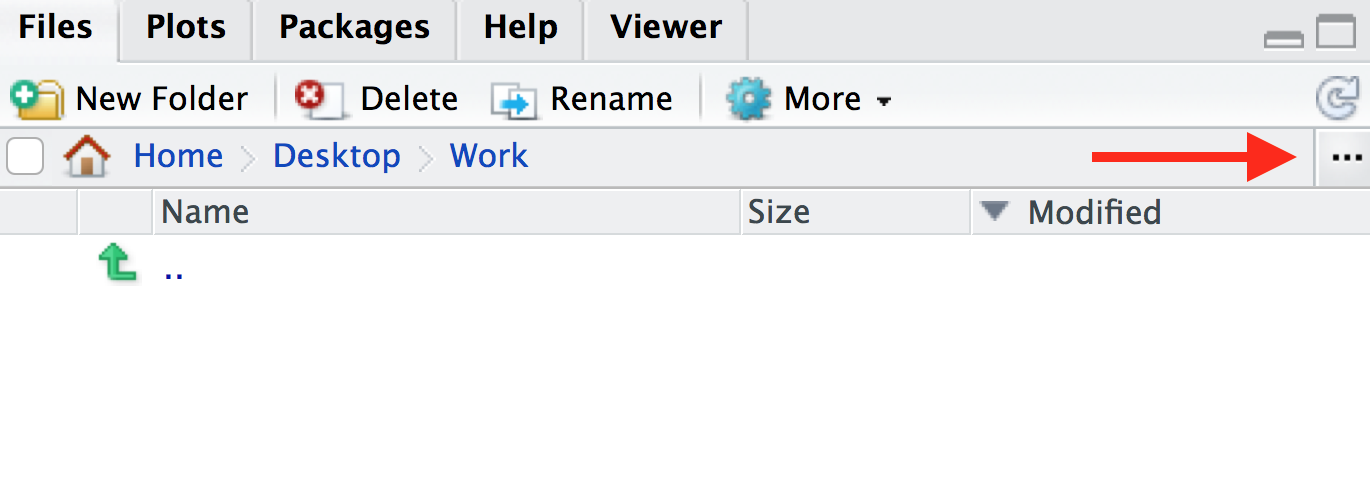 Files Plots Packages Help Viewer
New Folder Delete Rename More
Home Desktop Work ...
Name Size Modified
..